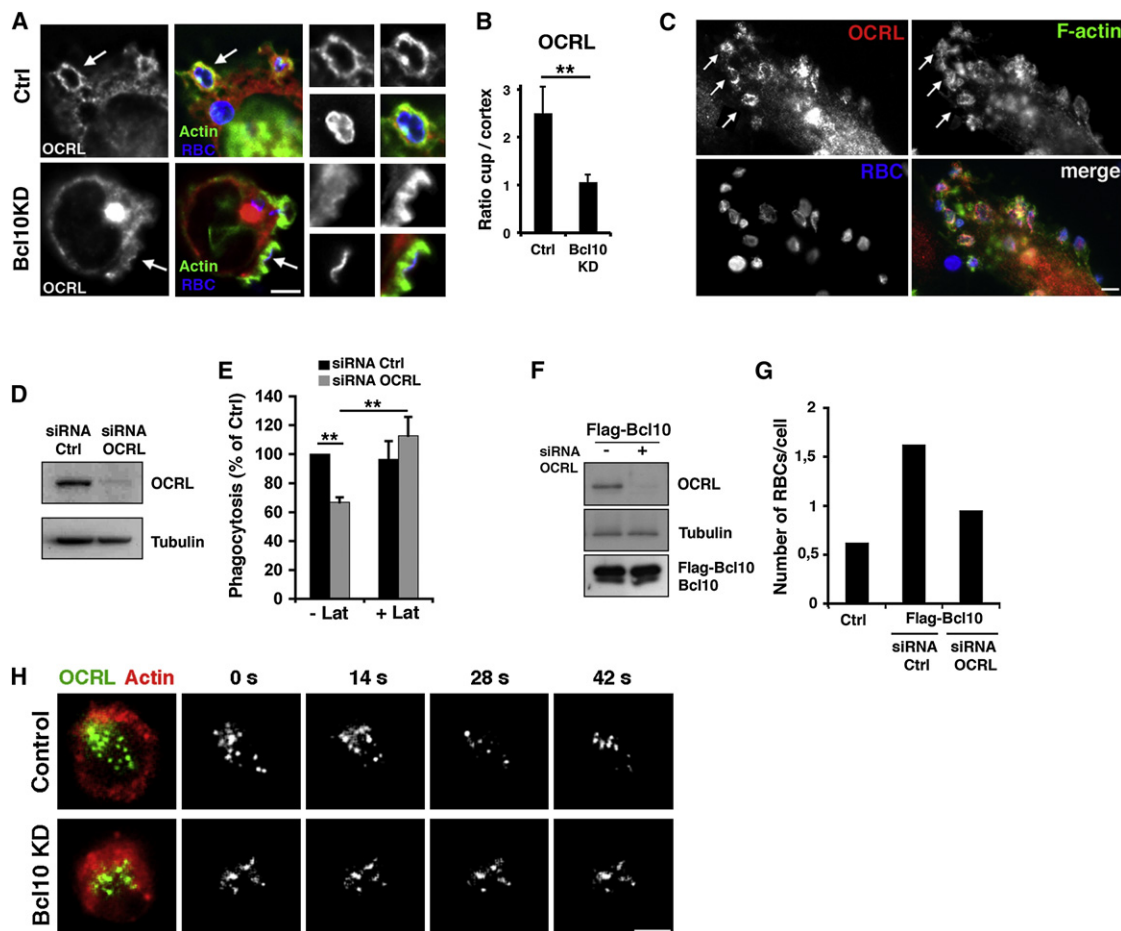 A
Ctrl
OCRL
Actin
RBC
Bcl10KD
OCRL
Actin
RBC
B
OCRL
**
Ratio cup / cortex
3
2
1
0
Ctrl
Bcl10
KD
C
OCRL
F-actin
RBC
merge
D
siRNA
Ctrl
siRNA
OCRL
OCRL
Tubulin
E
siRNA Ctrl
siRNA OCRL
Phagocytosis (% of Ctrl)
140
120
100
80
60
40
20
0
**
**
- Lat
+ Lat
F
Flag-Bcl10
siRNA
OCRL
- +
OCRL
Tubulin
Flag-Bcl10
Bcl10
G
Number of RBCs/cell
2
1,5
1
0,5
0
Ctrl
Flag-Bcl10
siRNA
Ctrl
siRNA
OCRL
H
OCRL Actin
0 s
14 s
28 s
42 s
Control
Bcl10 KD